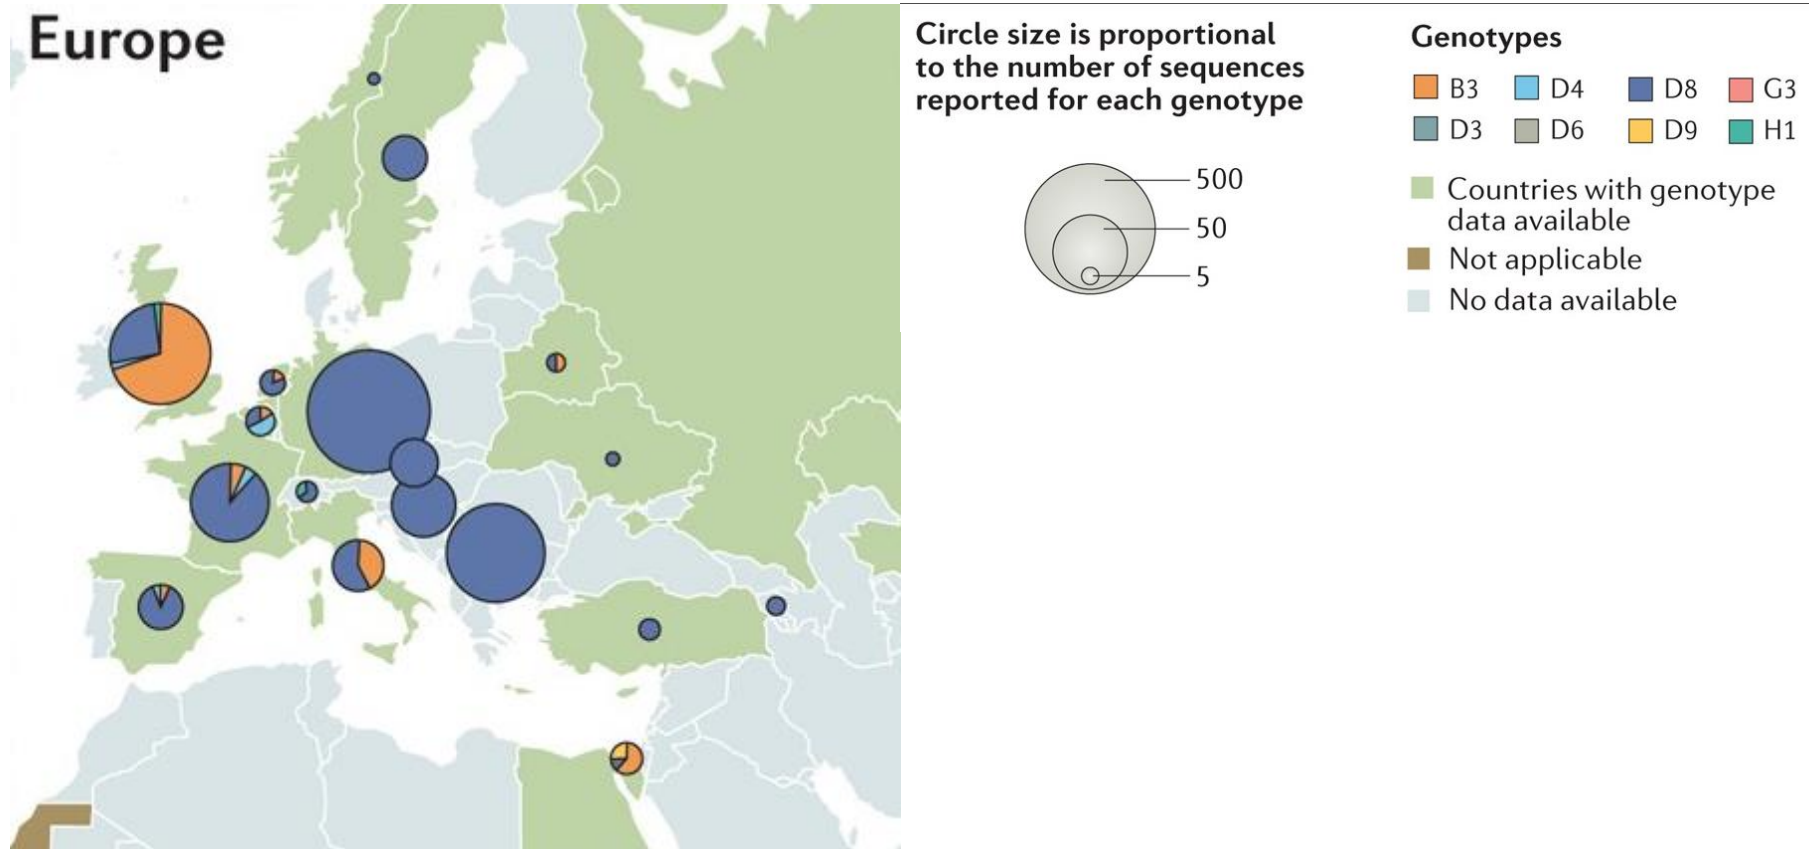 Europe
Circle size is proportional
to the number of sequences
reported for each genotype
500
50
5
Genotypes
B3 D4 D8 G3
D3 D6 D9 H1
Countries with genotype
data available
Not applicable
No data available